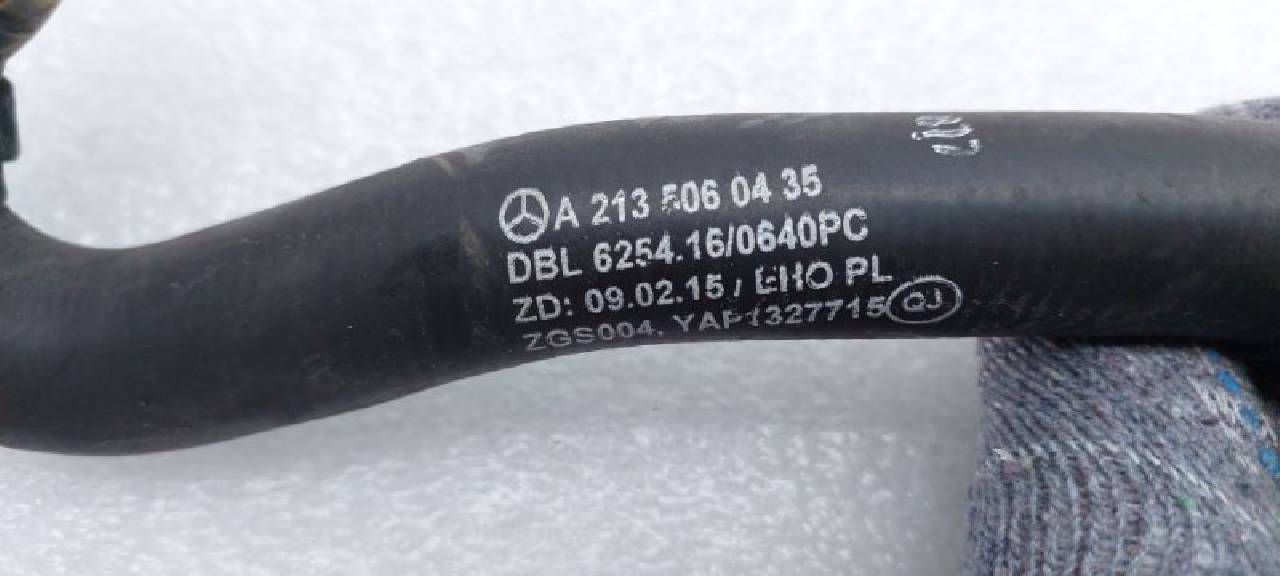 A 213 506 04 35
DBL 6254.16/0640PC
ZD: 09.02.15 / EHO PL
ZGS004, YAP1327715 QJ